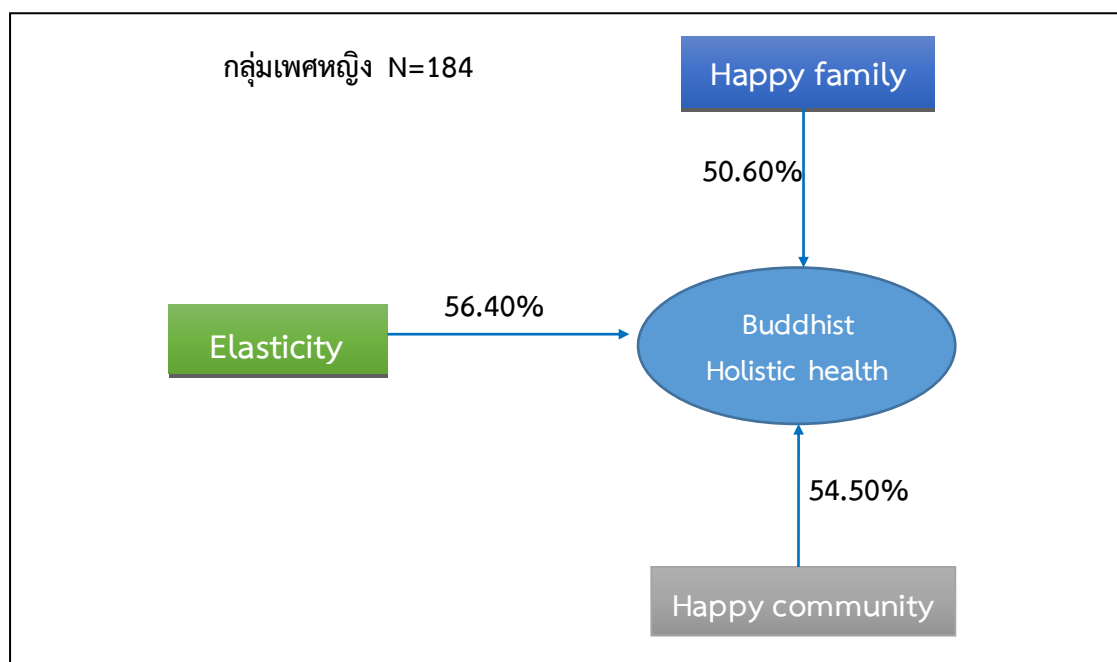 กลุ่มเพศหญิง N=184
Happy family
50.60%
56.40%
Elasticity
Buddhist
Holistic health
54.50%
Happy community